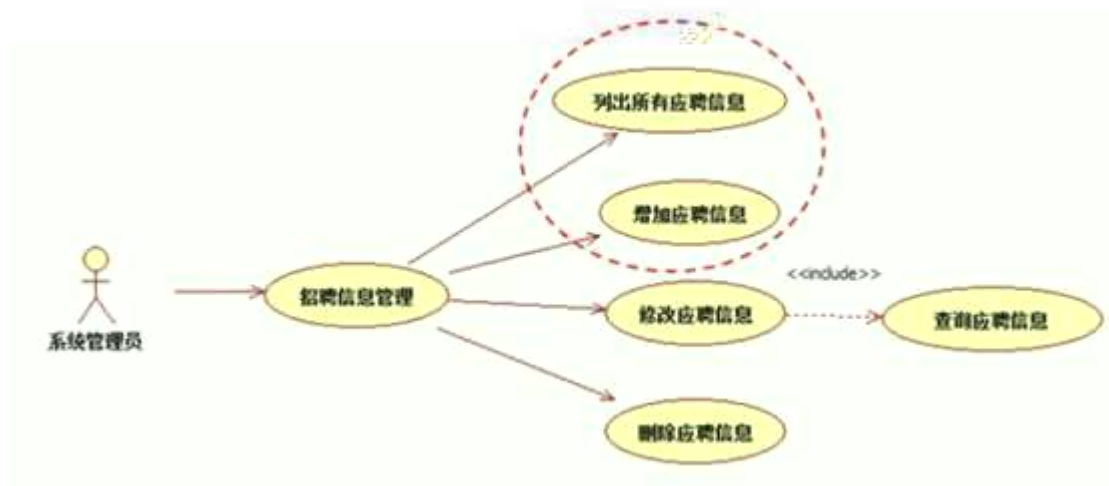 列出所有应聘信息
增加应聘信息
<<include>>
招聘信息管理
修改应聘信息
查询应聘信息
系统管理员
删除应聘信息